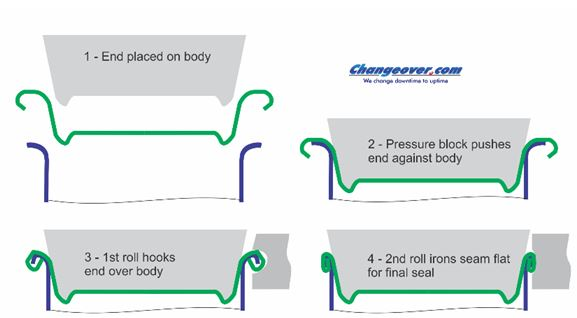 1 - End placed on body
Changeover.com
We change downtime to uptime
2 - Pressure block pushes
end against body
3 - 1st roll hooks
end over body
4 - 2nd roll irons seam flat
for final seal